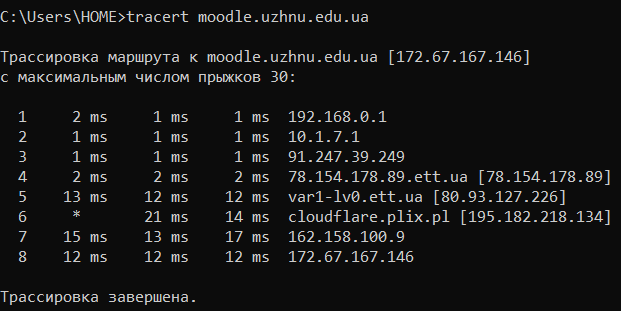 C:\Users\HOME>tracert moodle.uzhnu.edu.ua
Трассировка маршрута к moodle.uzhnu.edu.ua [172.67.167.146]
с максимальным числом прыжков 30:
1 2 ms 1 ms 1 ms 192.168.0.1
2 1 ms 1 ms 1 ms 10.1.7.1
3 1 ms 1 ms 1 ms 91.247.39.249
4 2 ms 2 ms 2 ms 78.154.178.89.ett.ua [78.154.178.89]
5 13 ms 12 ms 12 ms var1-lv0.ett.ua [80.93.127.226]
6 * 21 ms 14 ms cloudflare.plix.pl [195.182.218.134]
7 15 ms 13 ms 17 ms 162.158.100.9
8 12 ms 12 ms 12 ms 172.67.167.146
Трассировка завершена.